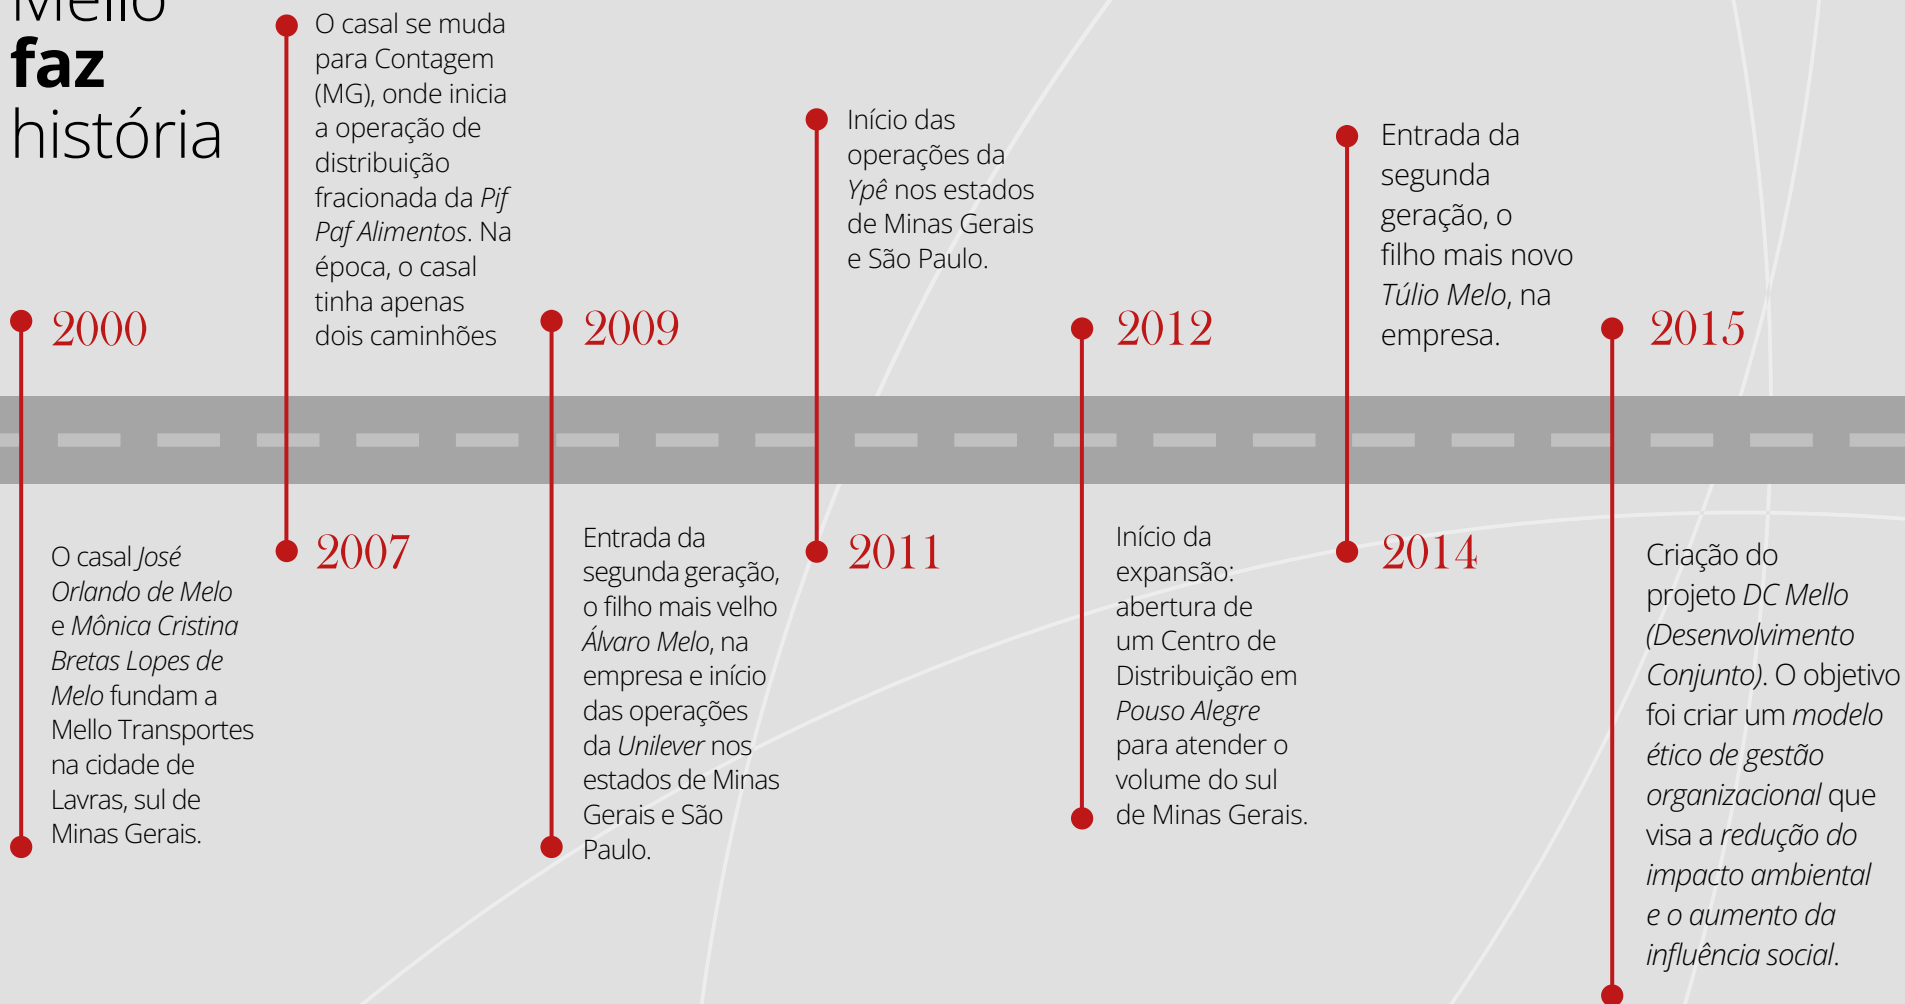 Mello
faz
história
2000
O casal José
Orlando de Melo
e Mônica Cristina
Bretas Lopes de
Melo fundam a
Mello Transportes
na cidade de
Lavras, sul de
Minas Gerais.
O casal se muda
para Contagem
(MG), onde inicia
a operação de
distribuição
fracionada da Pif
Paf Alimentos. Na
época, o casal
tinha apenas
dois caminhões
2007
2009
Entrada da
segunda geração,
o filho mais velho
Álvaro Melo, na
empresa e início
das operações
da Unilever nos
estados de Minas
Gerais e São
Paulo.
Início das
operações da
Ypê nos estados
de Minas Gerais
e São Paulo.
2011
2012
Início da
expansão:
abertura de
um Centro de
Distribuição em
Pouso Alegre
para atender o
volume do sul
de Minas Gerais.
Entrada da
segunda
geração, o
filho mais novo
Túlio Melo, na
empresa.
2014
2015
Criação do
projeto DC Mello
(Desenvolvimento
Conjunto). O objetivo
foi criar um modelo
ético de gestão
organizacional que
visa a redução do
impacto ambiental
e o aumento da
influência social.